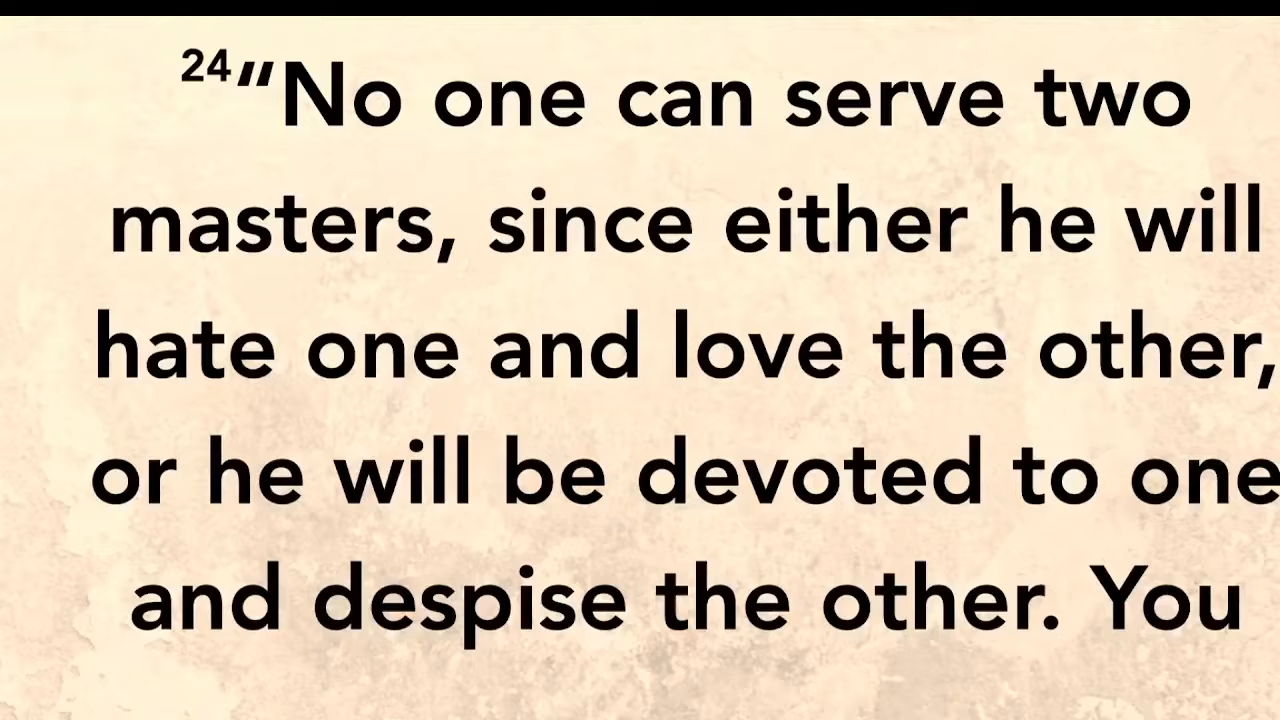 24“No one can serve two
masters, since either he will
hate one and love the other,
or he will be devoted to one
and despise the other. You